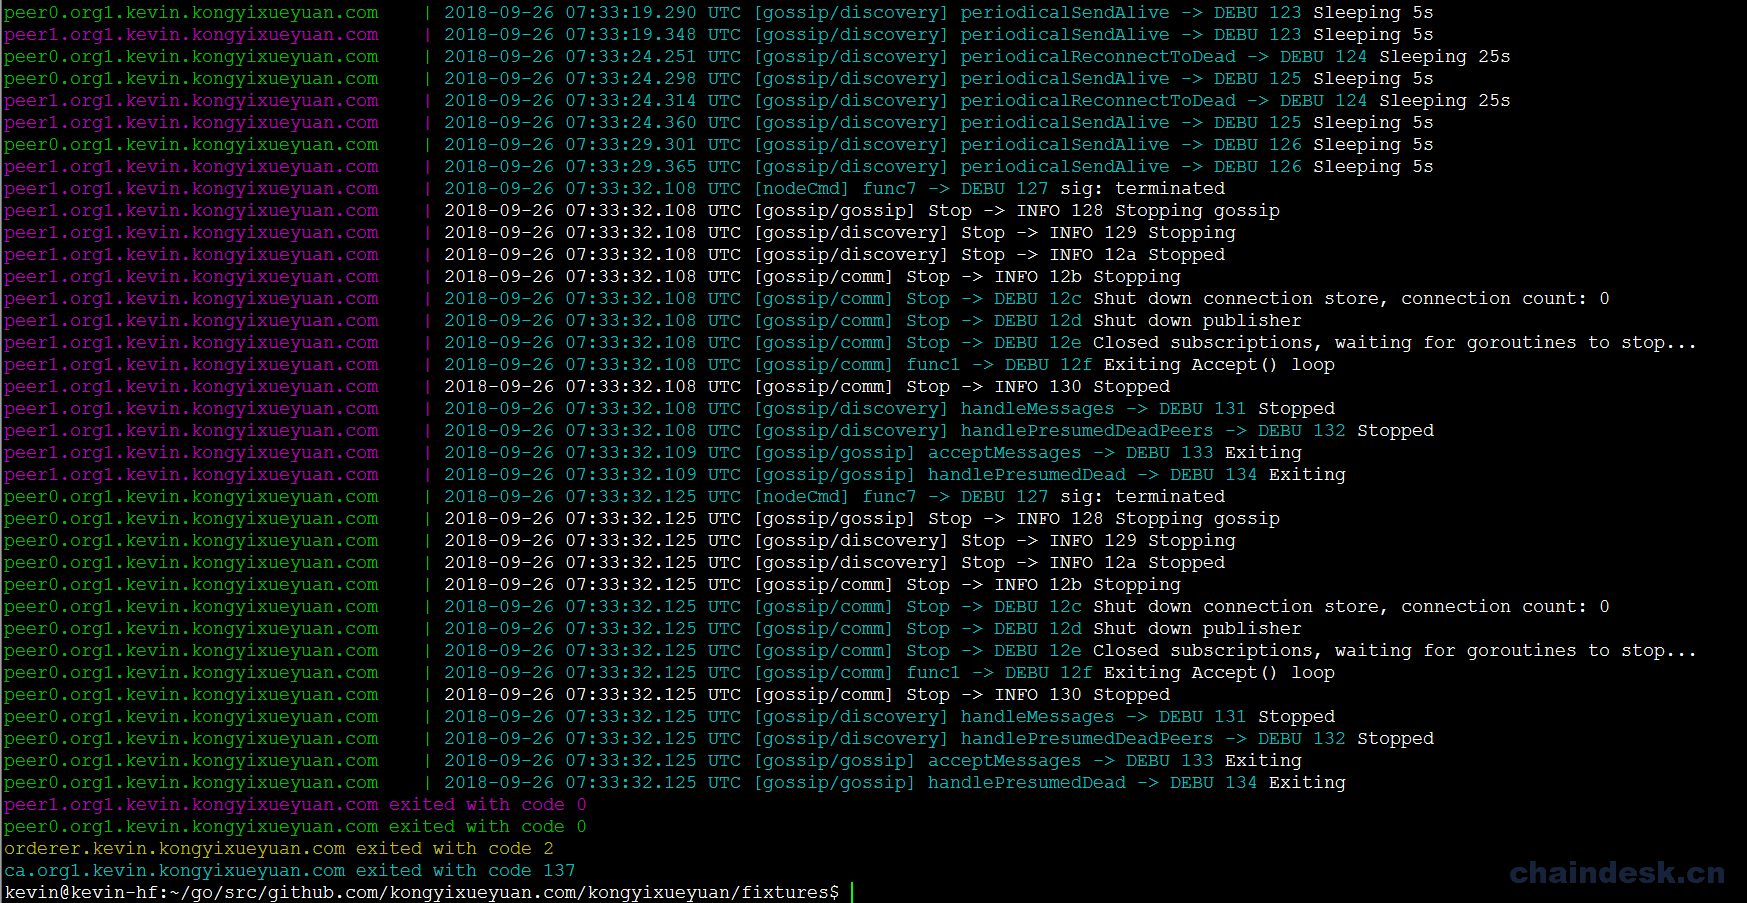 peer0.org1.kevin.kongyixueyuan.com    | 2018-09-26 07:33:19.290 UTC [gossip/discovery] periodicalSendAlive -> DEBU 123 Sleeping 5s
peer1.org1.kevin.kongyixueyuan.com    | 2018-09-26 07:33:19.348 UTC [gossip/discovery] periodicalSendAlive -> DEBU 123 Sleeping 5s
peer0.org1.kevin.kongyixueyuan.com    | 2018-09-26 07:33:24.251 UTC [gossip/discovery] periodicalReconnectToDead -> DEBU 124 Sleeping 25s
peer0.org1.kevin.kongyixueyuan.com    | 2018-09-26 07:33:24.298 UTC [gossip/discovery] periodicalSendAlive -> DEBU 125 Sleeping 5s
peer1.org1.kevin.kongyixueyuan.com    | 2018-09-26 07:33:24.314 UTC [gossip/discovery] periodicalReconnectToDead -> DEBU 124 Sleeping 25s
peer1.org1.kevin.kongyixueyuan.com    | 2018-09-26 07:33:24.360 UTC [gossip/discovery] periodicalSendAlive -> DEBU 125 Sleeping 5s
peer0.org1.kevin.kongyixueyuan.com    | 2018-09-26 07:33:29.301 UTC [gossip/discovery] periodicalSendAlive -> DEBU 126 Sleeping 5s
peer1.org1.kevin.kongyixueyuan.com    | 2018-09-26 07:33:29.365 UTC [gossip/discovery] periodicalSendAlive -> DEBU 126 Sleeping 5s
peer1.org1.kevin.kongyixueyuan.com    | 2018-09-26 07:33:32.108 UTC [nodeCmd] func7 -> DEBU 127 sig: terminated
peer1.org1.kevin.kongyixueyuan.com    | 2018-09-26 07:33:32.108 UTC [gossip/gossip] Stop -> INFO 128 Stopping gossip
peer1.org1.kevin.kongyixueyuan.com    | 2018-09-26 07:33:32.108 UTC [gossip/discovery] Stop -> INFO 129 Stopping
peer1.org1.kevin.kongyixueyuan.com    | 2018-09-26 07:33:32.108 UTC [gossip/discovery] Stop -> INFO 12a Stopped
peer1.org1.kevin.kongyixueyuan.com    | 2018-09-26 07:33:32.108 UTC [gossip/comm] Stop -> INFO 12b Stopping
peer1.org1.kevin.kongyixueyuan.com    | 2018-09-26 07:33:32.108 UTC [gossip/comm] Stop -> DEBU 12c Shut down connection store, connection count: 0
peer1.org1.kevin.kongyixueyuan.com    | 2018-09-26 07:33:32.108 UTC [gossip/comm] Stop -> DEBU 12d Shut down publisher
peer1.org1.kevin.kongyixueyuan.com    | 2018-09-26 07:33:32.108 UTC [gossip/comm] Stop -> DEBU 12e Closed subscriptions, waiting for goroutines to stop...
peer1.org1.kevin.kongyixueyuan.com    | 2018-09-26 07:33:32.108 UTC [gossip/comm] func1 -> DEBU 12f Exiting Accept() loop
peer1.org1.kevin.kongyixueyuan.com    | 2018-09-26 07:33:32.108 UTC [gossip/comm] Stop -> INFO 130 Stopped
peer1.org1.kevin.kongyixueyuan.com    | 2018-09-26 07:33:32.108 UTC [gossip/discovery] handleMessages -> DEBU 131 Stopped
peer1.org1.kevin.kongyixueyuan.com    | 2018-09-26 07:33:32.108 UTC [gossip/discovery] handlePresumedDeadPeers -> DEBU 132 Stopped
peer1.org1.kevin.kongyixueyuan.com    | 2018-09-26 07:33:32.109 UTC [gossip/gossip] acceptMessages -> DEBU 133 Exiting
peer1.org1.kevin.kongyixueyuan.com    | 2018-09-26 07:33:32.109 UTC [gossip/gossip] handlePresumedDead -> DEBU 134 Exiting
peer0.org1.kevin.kongyixueyuan.com    | 2018-09-26 07:33:32.125 UTC [nodeCmd] func7 -> DEBU 127 sig: terminated
peer0.org1.kevin.kongyixueyuan.com    | 2018-09-26 07:33:32.125 UTC [gossip/gossip] Stop -> INFO 128 Stopping gossip
peer0.org1.kevin.kongyixueyuan.com    | 2018-09-26 07:33:32.125 UTC [gossip/discovery] Stop -> INFO 129 Stopping
peer0.org1.kevin.kongyixueyuan.com    | 2018-09-26 07:33:32.125 UTC [gossip/discovery] Stop -> INFO 12a Stopped
peer0.org1.kevin.kongyixueyuan.com    | 2018-09-26 07:33:32.125 UTC [gossip/comm] Stop -> INFO 12b Stopping
peer0.org1.kevin.kongyixueyuan.com    | 2018-09-26 07:33:32.125 UTC [gossip/comm] Stop -> DEBU 12c Shut down connection store, connection count: 0
peer0.org1.kevin.kongyixueyuan.com    | 2018-09-26 07:33:32.125 UTC [gossip/comm] Stop -> DEBU 12d Shut down publisher
peer0.org1.kevin.kongyixueyuan.com    | 2018-09-26 07:33:32.125 UTC [gossip/comm] Stop -> DEBU 12e Closed subscriptions, waiting for goroutines to stop...
peer0.org1.kevin.kongyixueyuan.com    | 2018-09-26 07:33:32.125 UTC [gossip/comm] func1 -> DEBU 12f Exiting Accept() loop
peer0.org1.kevin.kongyixueyuan.com    | 2018-09-26 07:33:32.125 UTC [gossip/comm] Stop -> INFO 130 Stopped
peer0.org1.kevin.kongyixueyuan.com    | 2018-09-26 07:33:32.125 UTC [gossip/discovery] handleMessages -> DEBU 131 Stopped
peer0.org1.kevin.kongyixueyuan.com    | 2018-09-26 07:33:32.125 UTC [gossip/discovery] handlePresumedDeadPeers -> DEBU 132 Stopped
peer0.org1.kevin.kongyixueyuan.com    | 2018-09-26 07:33:32.125 UTC [gossip/gossip] acceptMessages -> DEBU 133 Exiting
peer0.org1.kevin.kongyixueyuan.com    | 2018-09-26 07:33:32.125 UTC [gossip/gossip] handlePresumedDead -> DEBU 134 Exiting
peer1.org1.kevin.kongyixueyuan.com exited with code 0
peer0.org1.kevin.kongyixueyuan.com exited with code 0
orderer.kevin.kongyixueyuan.com exited with code 2
ca.org1.kevin.kongyixueyuan.com exited with code 137
kevin@kevin-hf:~/go/src/github.com/kongyixueyuan.com/kongyixueyuan/fixtures$
chaindesk.cn